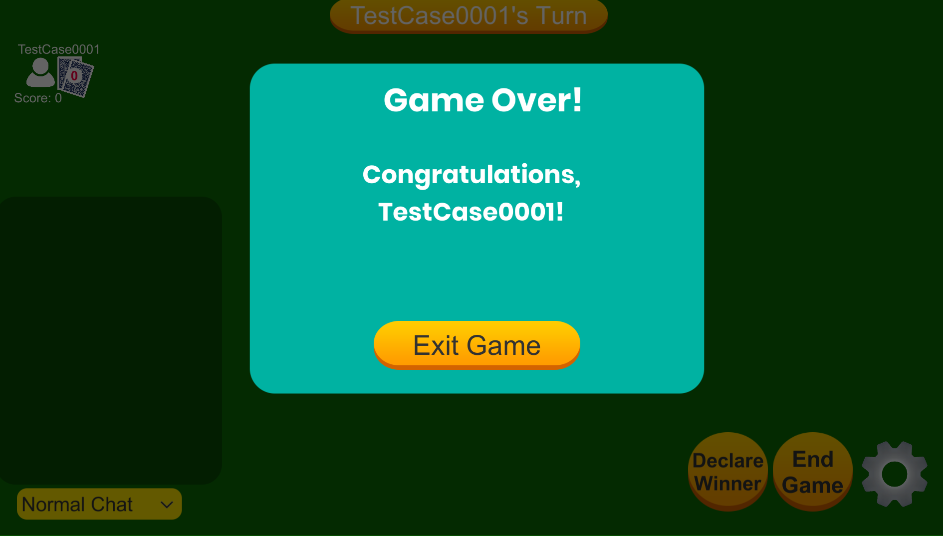 TestCase0001's Turn
TestCase0001
0
Score: 0
Game Over!
Congratulations,
TestCase0001!
Exit Game
Declare
Winner
End
Game
Normal Chat